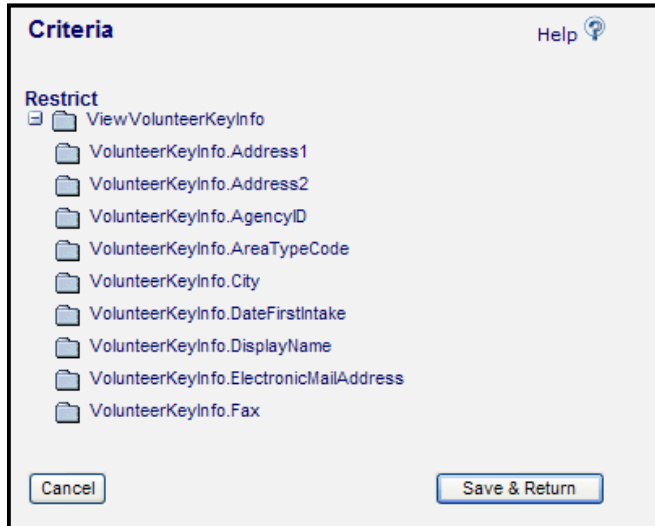 Criteria
Help
Restrict
ViewVolunteerKeyInfo
VolunteerKeyInfo.Address1
VolunteerKeyInfo.Address2
VolunteerKeyInfo.AgencyID
VolunteerKeyInfo.AreaTypeCode
VolunteerKeyInfo.City
VolunteerKeyInfo.DateFirstIntake
VolunteerKeyInfo.DisplayName
VolunteerKeyInfo.ElectronicMailAddress
VolunteerKeyInfo.Fax
Cancel
Save & Return